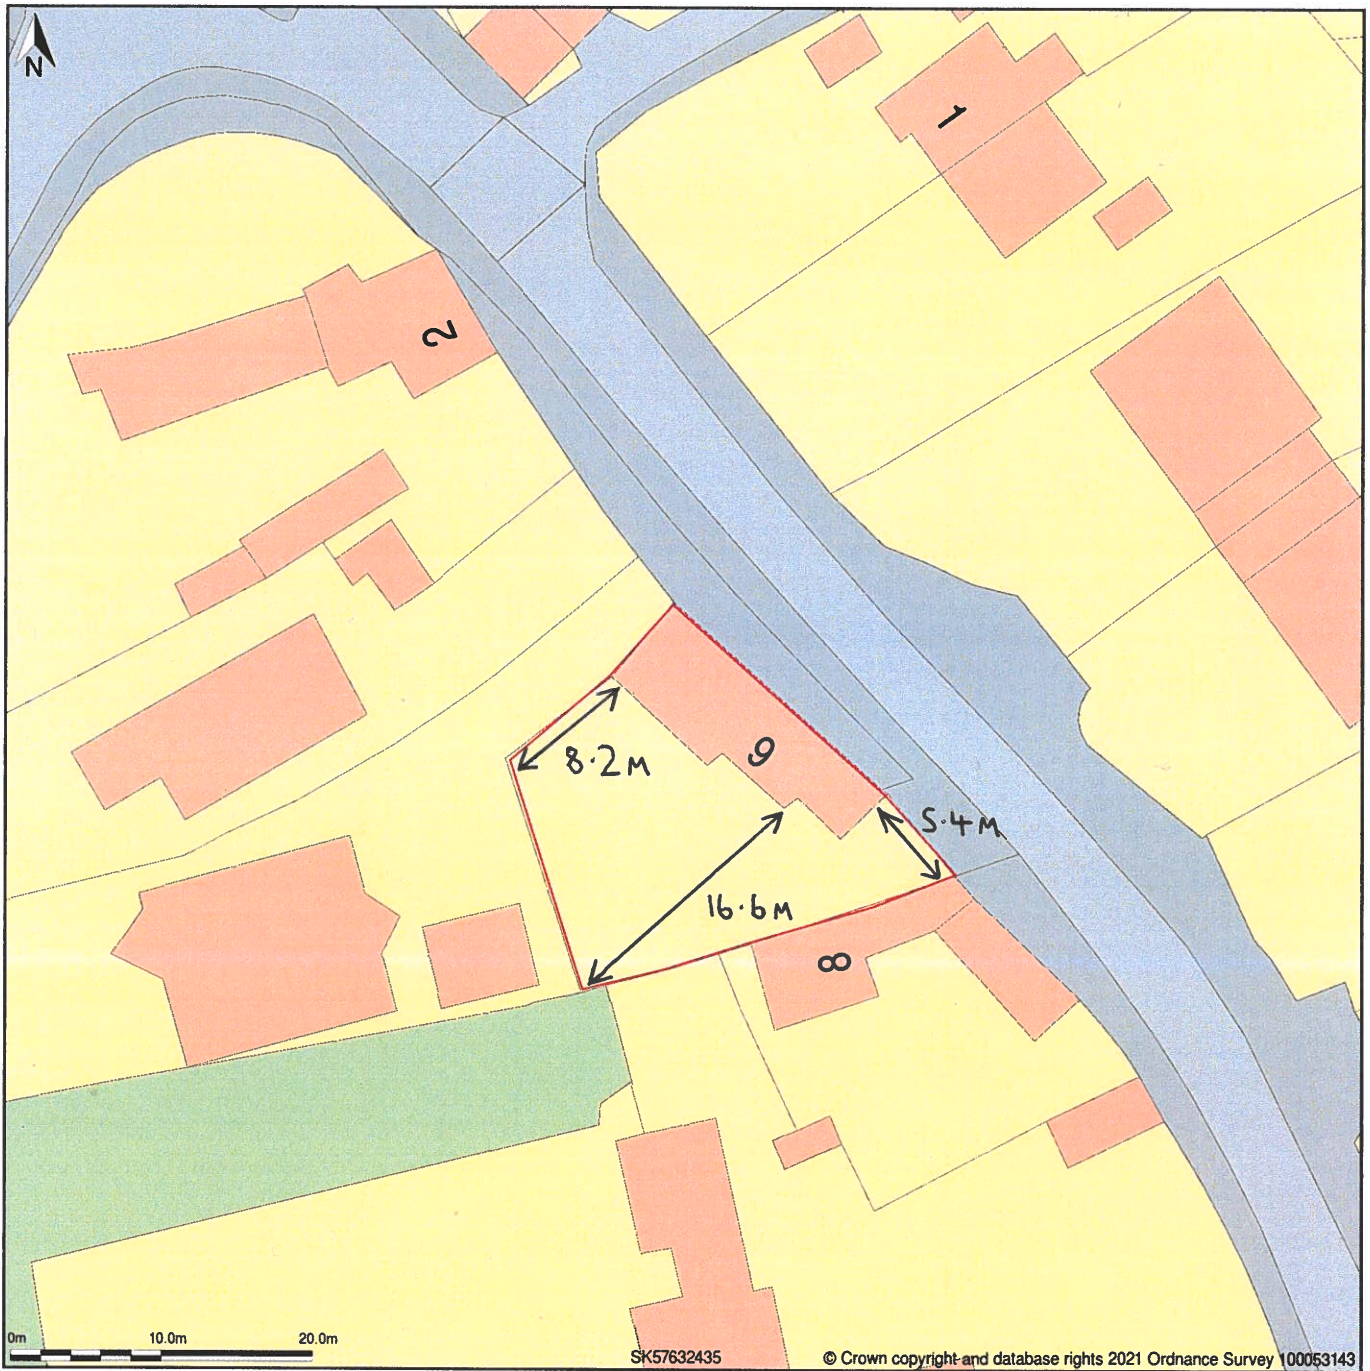 N
1
2
8.2M
9
5.4M
16.6M
8
0m 10.0m 20.0m
SK57632435
© Crown copyright and database rights 2021 Ordnance Survey 100053143